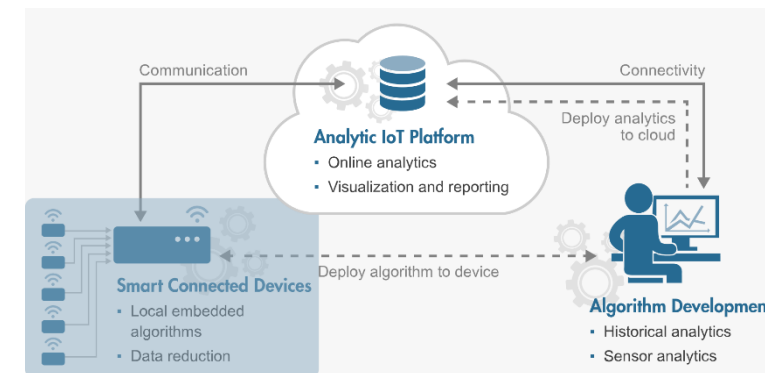 Communication
Connectivity
Deploy analytics
to cloud
Analytic IoT Platform
▪ Online analytics
▪ Visualization and reporting
Deploy algorithm to device
Smart Connected Devices
▪ Local embedded
algorithms
▪ Data reduction
Algorithm Developmen
▪ Historical analytics
▪ Sensor analytics